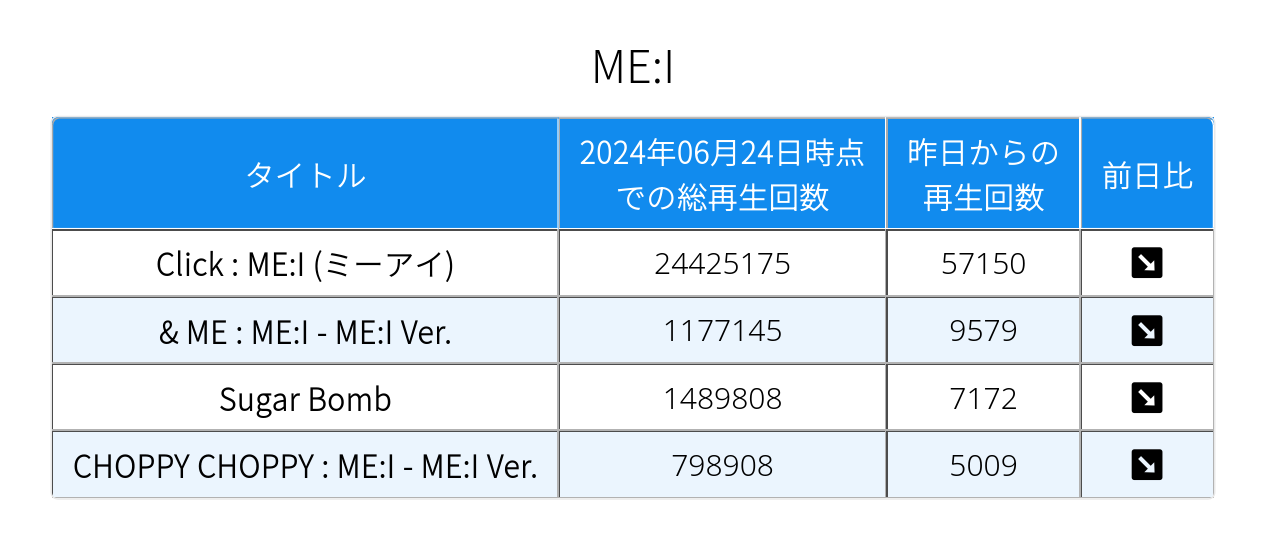 ME:I
タイトル
2024年06月24日時点
での総再生回数
昨日からの
再生回数
前日比
Click : ME:I (ミーアイ)
24425175
57150
& ME : ME:I - ME:I Ver.
1177145
9579
Sugar Bomb
1489808
7172
CHOPPY CHOPPY : ME:I - ME:I Ver.
798908
5009